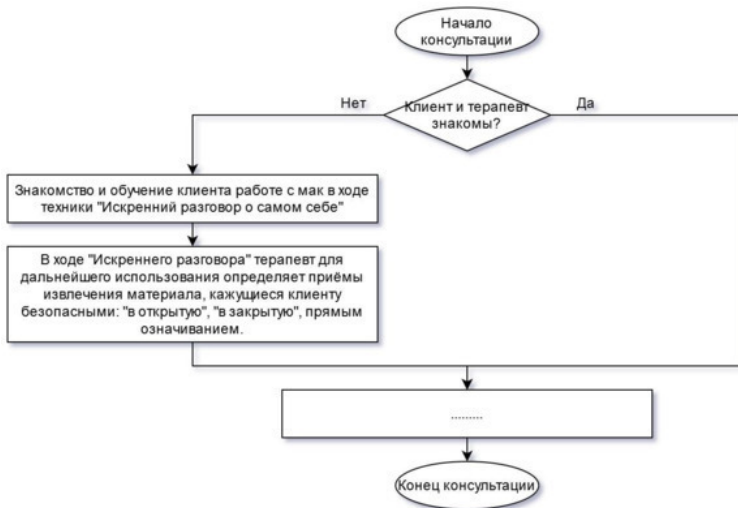 Начало
консультации
Клиент и терапевт
знакомы?
Нет
Да
Знакомство и обучение клиента работе с мак в ходе
техники "Искренний разговор о самом себе"
В ходе "Искреннего разговора" терапевт для
дальнейшего использования определяет приёмы
извлечения материала, кажущиеся клиенту
безопасными: "в открытую", "в закрытую", прямым
означиванием.
.........
Конец консультации